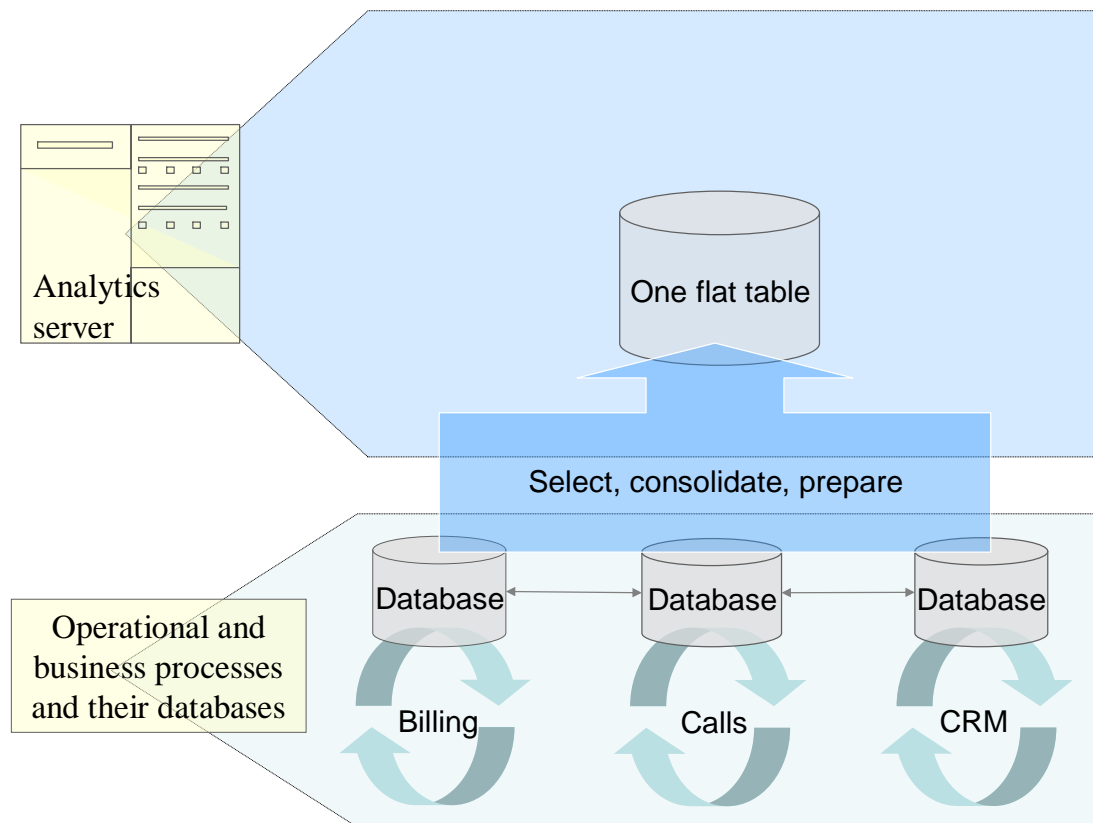 Analytics
server
One flat table
Select, consolidate, prepare
Database
Database
Database
Operational and
business processes
and their databases
Billing
Calls
CRM